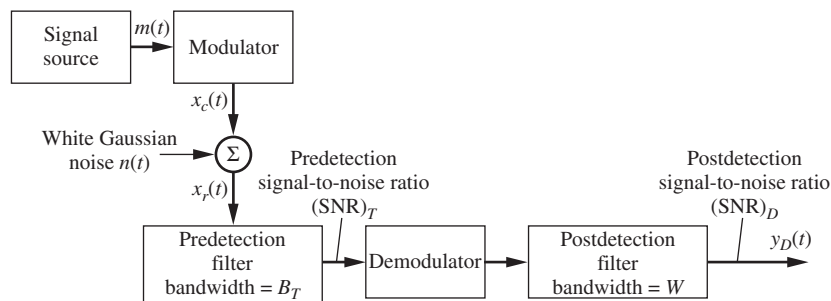 Signal
source
m(t)
Modulator
x_c(t)
White Gaussian
noise n(t)
Σ
x_r(t)
Predetection
signal-to-noise ratio
(SNR)_T
Postdetection
signal-to-noise ratio
(SNR)_D
Predetection
filter
bandwidth = B_T
Demodulator
Postdetection
filter
bandwidth = W
y_D(t)